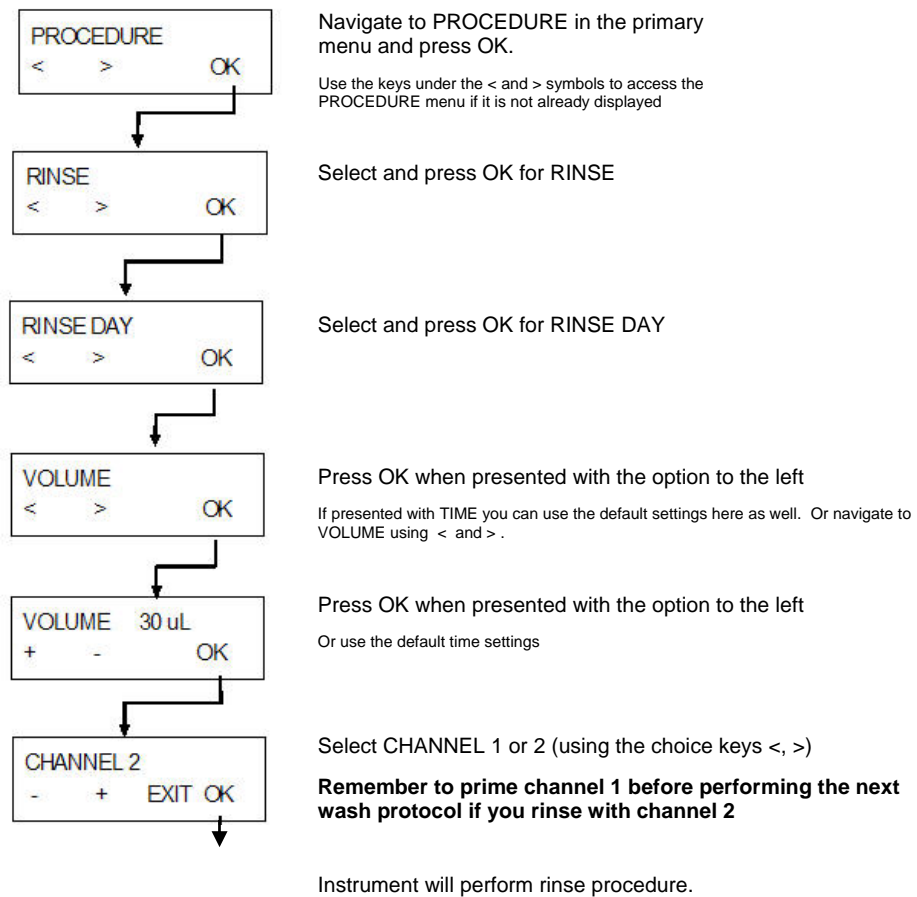 PROCEDURE
< > OK
Navigate to PROCEDURE in the primary
menu and press OK.
Use the keys under the < and > symbols to access the
PROCEDURE menu if it is not already displayed
RINSE
< > OK
Select and press OK for RINSE
RINSE DAY
< > OK
Select and press OK for RINSE DAY
VOLUME
< > OK
Press OK when presented with the option to the left
If presented with TIME you can use the default settings here as well. Or navigate to
VOLUME using < and > .
VOLUME 30 uL
+ - OK
Press OK when presented with the option to the left
Or use the default time settings
CHANNEL 2
- + EXIT OK
Select CHANNEL 1 or 2 (using the choice keys <, >)
Remember to prime channel 1 before performing the next
wash protocol if you rinse with channel 2
Instrument will perform rinse procedure.